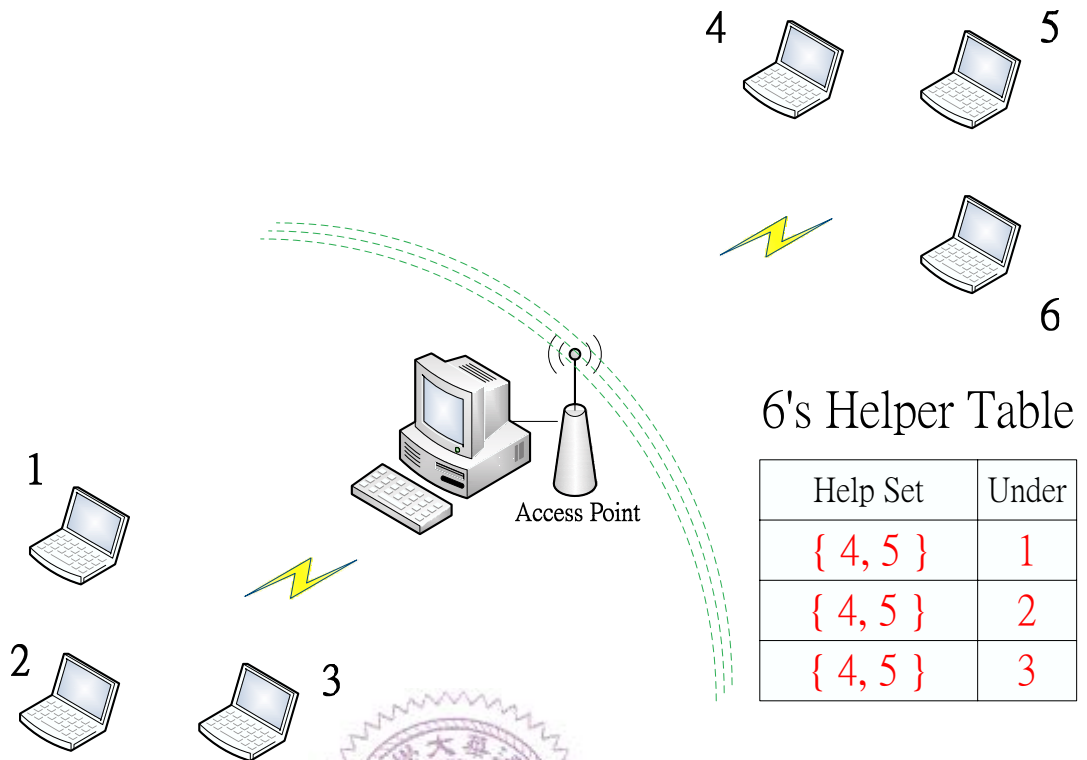 4
5
6
6's Helper Table
Help Set Under
{ 4, 5 } 1
{ 4, 5 } 2
{ 4, 5 } 3
Access Point
1
2
3